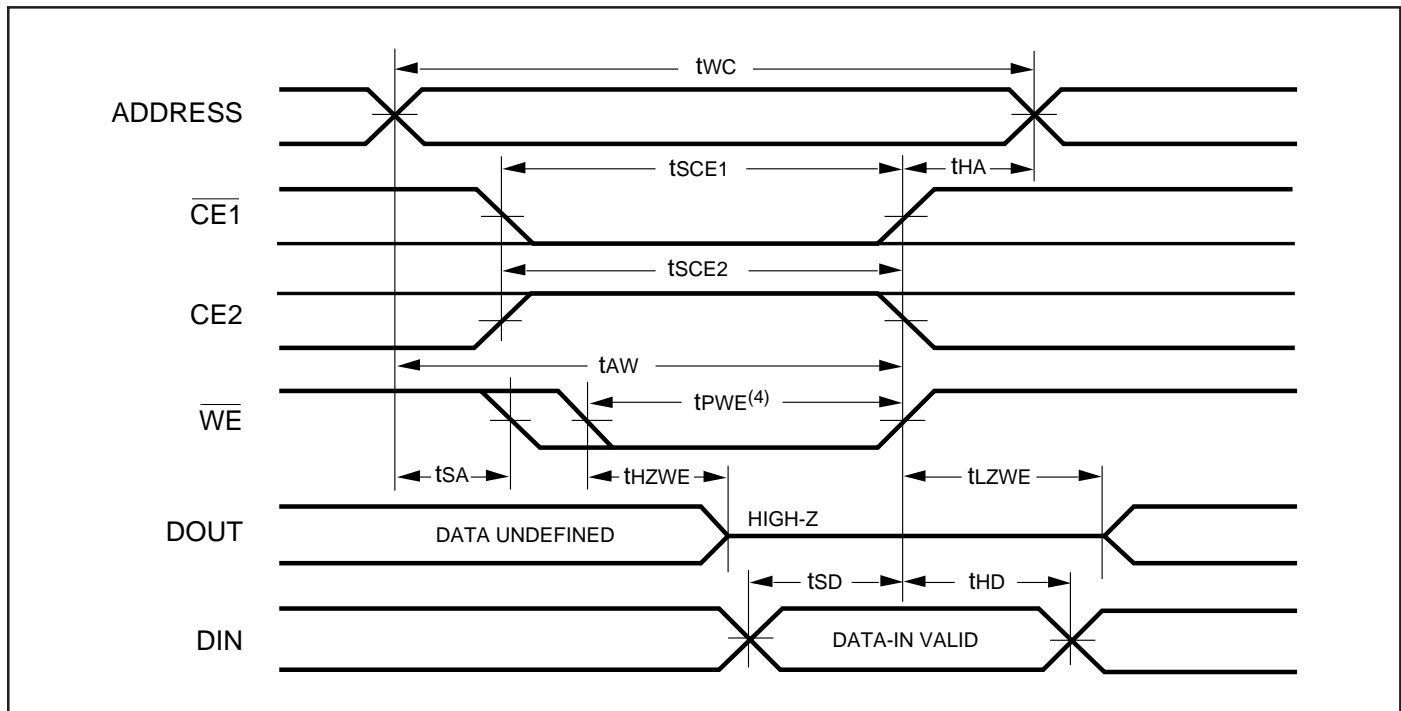 tWC
ADDRESS
tSCE1
tHA
CE1
tSCE2
CE2
tAW
WE
tPWE(4)
tSA
tHZWE
tLZWE
DOUT
DATA UNDEFINED
HIGH-Z
tSD
tHD
DIN
DATA-IN VALID